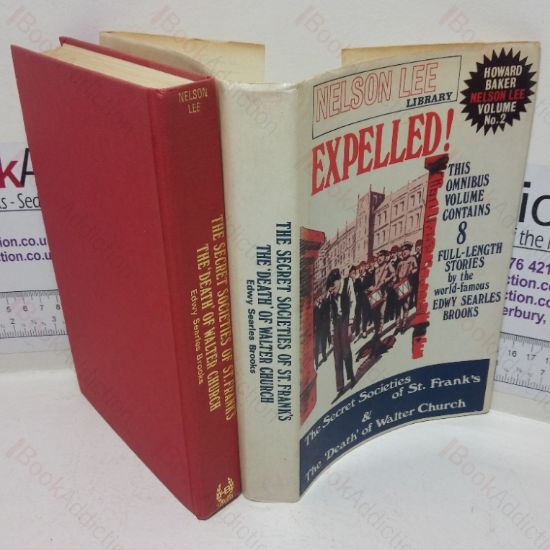 NELSON
LEE
THE SECRET SOCIETIES OF ST.FRANKS
THE 'DEATH' OF WALTER CHURCH
Edwy Searles Brooks
THE SECRET SOCIETIES OF ST.FRANK'S
THE 'DEATH' OF WALTER CHURCH
Edwy Searles Brooks
NELSON LEE
LIBRARY
HOWARD
BAKER
NELSON LEE
VOLUME
No.2
EXPELLED!
THIS
OMNIBUS
VOLUME
CONTAINS
8
FULL-LENGTH
STORIES
by the
world-famous
EDWY SEARLES
BROOKS
The Secret Societies
of St. Frank's
&
The 'Death' of Walter Church
BookAddiction